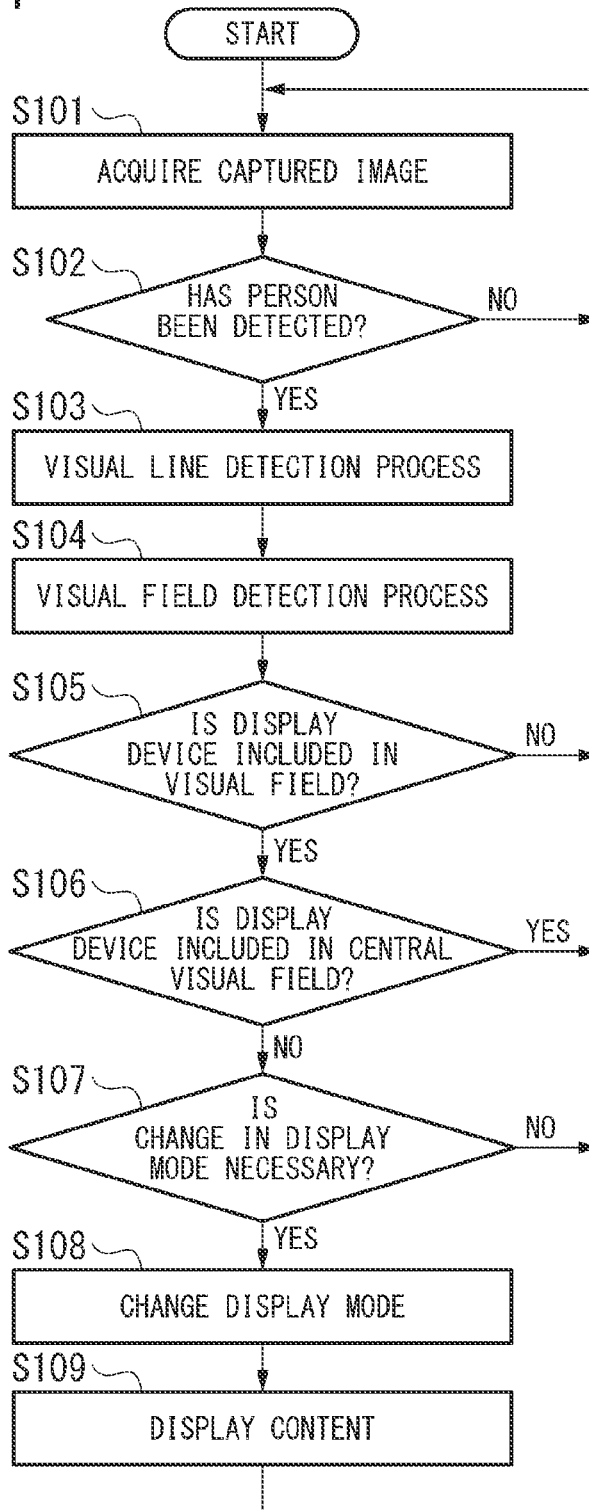 START
S101
ACQUIRE CAPTURED IMAGE
S102
HAS PERSON
BEEN DETECTED?
NO
YES
S103
VISUAL LINE DETECTION PROCESS
S104
VISUAL FIELD DETECTION PROCESS
S105
IS DISPLAY
DEVICE INCLUDED IN
VISUAL FIELD?
NO
YES
S106
IS DISPLAY
DEVICE INCLUDED IN CENTRAL
VISUAL FIELD?
YES
NO
S107
IS
CHANGE IN DISPLAY
MODE NECESSARY?
NO
YES
S108
CHANGE DISPLAY MODE
S109
DISPLAY CONTENT